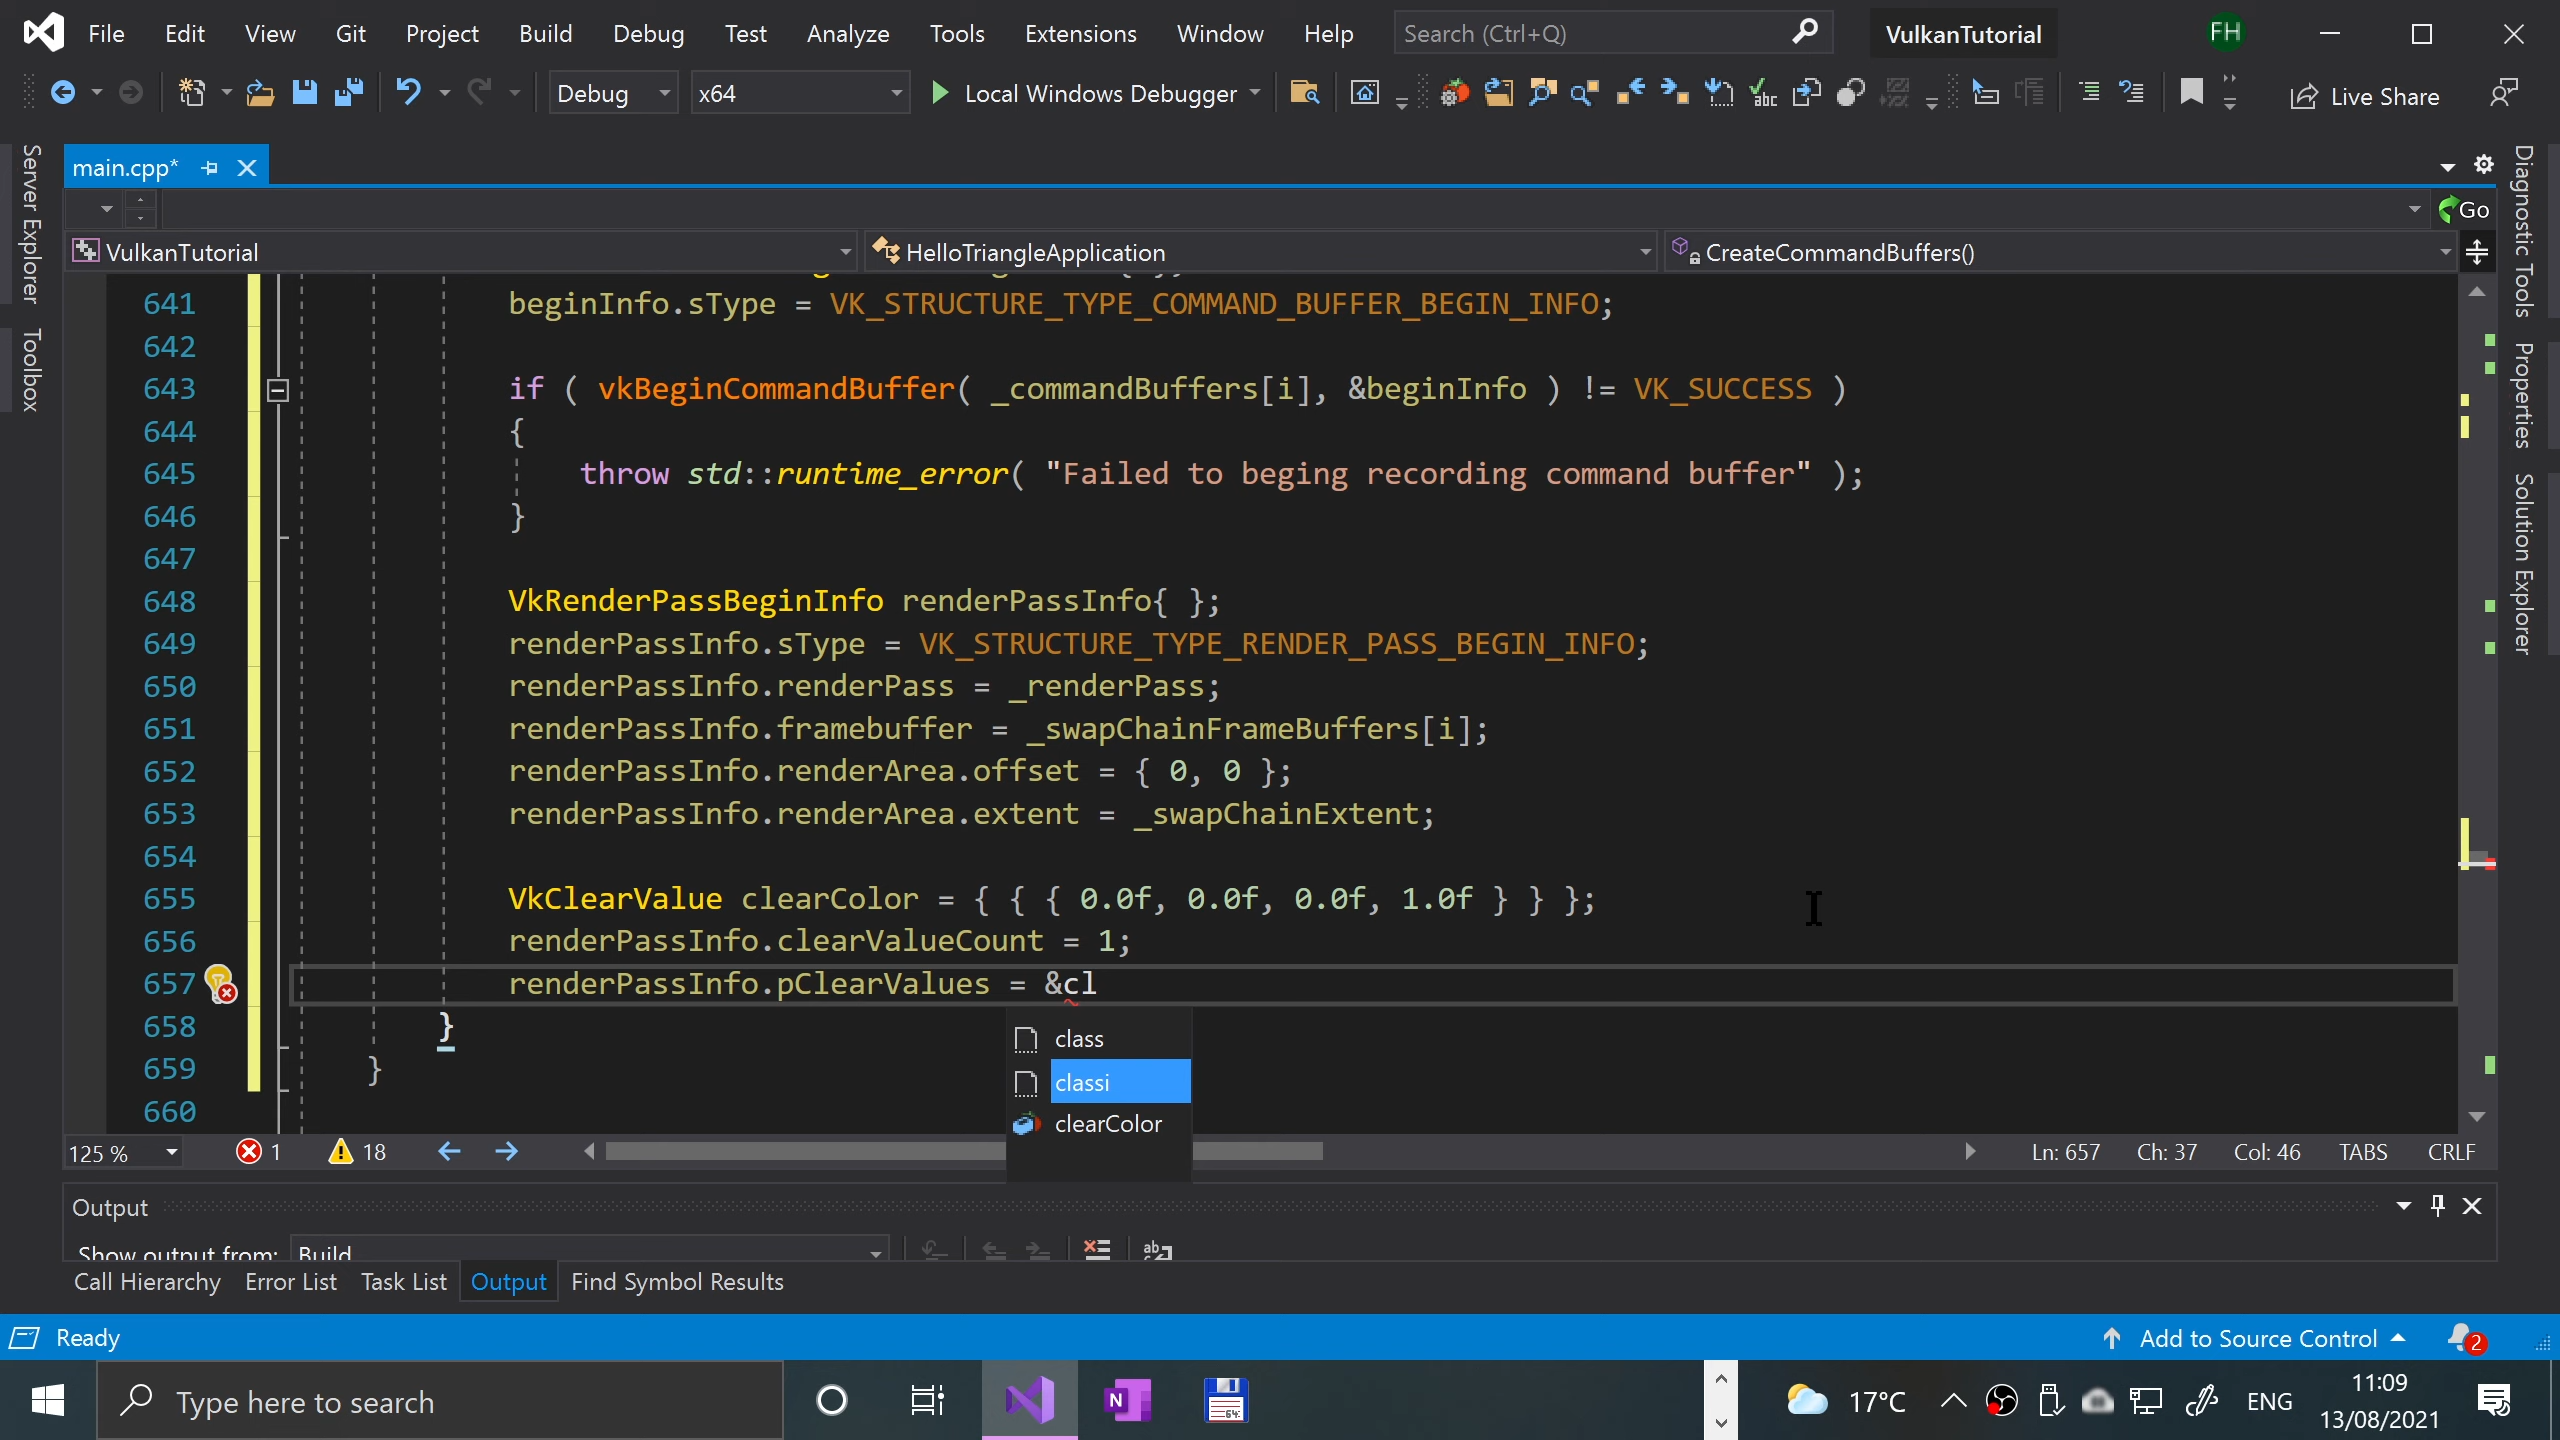 File Edit View Git Project Build Debug Test Analyze Tools Extensions Window Help Search (Ctrl+Q) VulkanTutorial FH
Debug x64 Local Windows Debugger Live Share
main.cpp*
Go
VulkanTutorial HelloTriangleApplication CreateCommandBuffers()
Server Explorer
Toolbox
Diagnostic Tools
Properties
Solution Explorer
641 beginInfo.sType = VK_STRUCTURE_TYPE_COMMAND_BUFFER_BEGIN_INFO;
642
643 if ( vkBeginCommandBuffer( _commandBuffers[i], &beginInfo ) != VK_SUCCESS )
644 {
645 throw std::runtime_error( "Failed to beging recording command buffer" );
646 }
647
648 VkRenderPassBeginInfo renderPassInfo{ };
649 renderPassInfo.sType = VK_STRUCTURE_TYPE_RENDER_PASS_BEGIN_INFO;
650 renderPassInfo.renderPass = _renderPass;
651 renderPassInfo.framebuffer = _swapChainFrameBuffers[i];
652 renderPassInfo.renderArea.offset = { 0, 0 };
653 renderPassInfo.renderArea.extent = _swapChainExtent;
654
655 VkClearValue clearColor = { { { 0.0f, 0.0f, 0.0f, 1.0f } } };
656 renderPassInfo.clearValueCount = 1;
657 renderPassInfo.pClearValues = &cl
658 }
659 }
660
class
classi
clearColor
125 % 1 18 Ln: 657 Ch: 37 Col: 46 TABS CRLF
Output
Show output from: Build
Call Hierarchy Error List Task List Output Find Symbol Results
Ready Add to Source Control 2
Type here to search 17°C ENG 11:09
13/08/2021